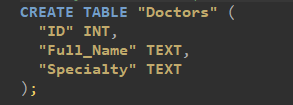 CREATE TABLE "Doctors" (
"ID" INT,
"Full_Name" TEXT,
"Specialty" TEXT
);